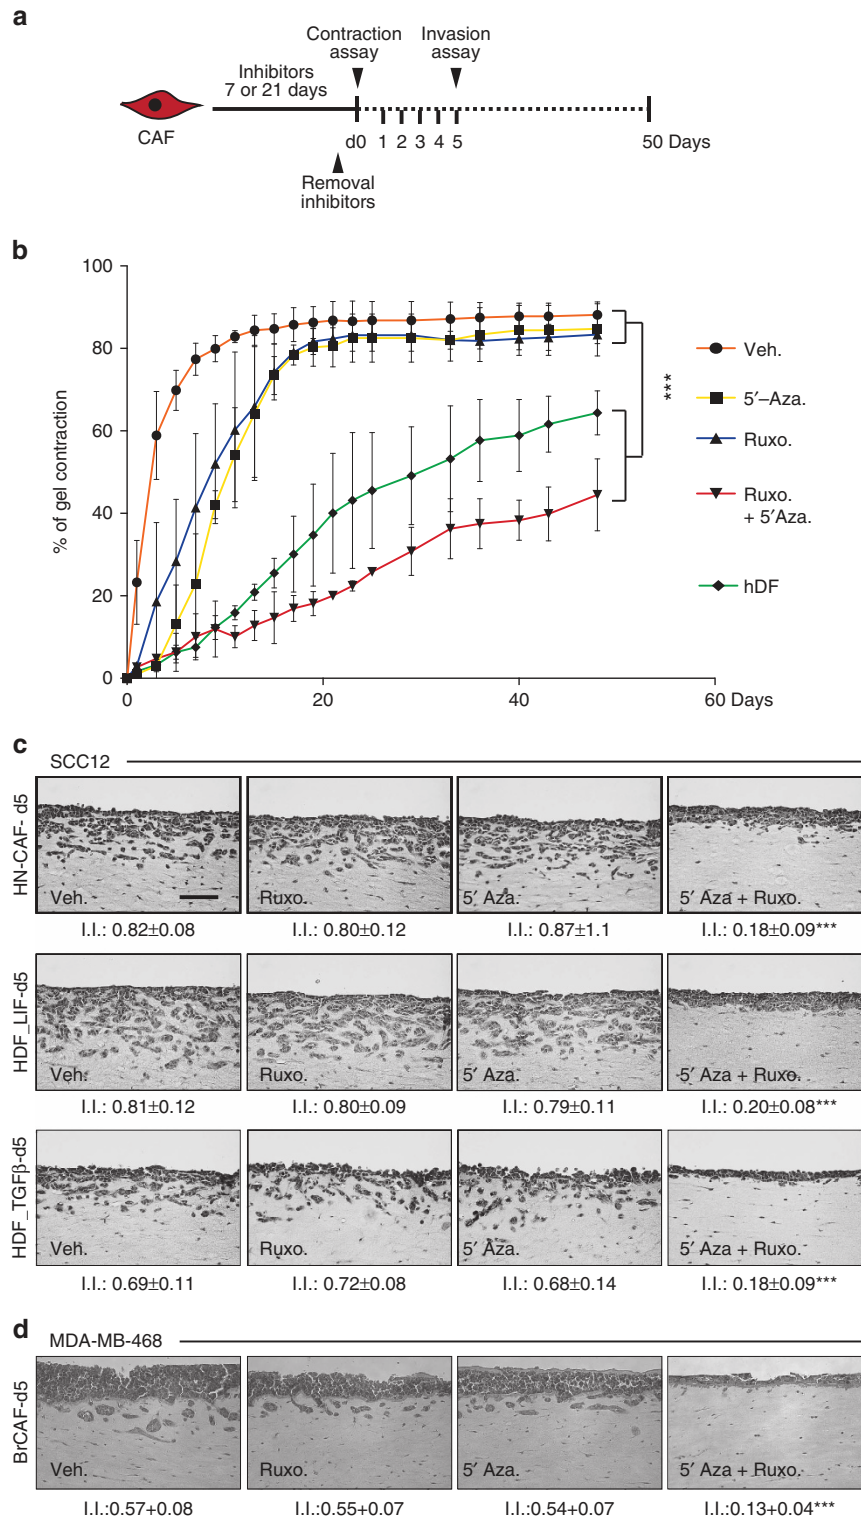 a
Contraction
assay
Invasion
assay
Inhibitors
7 or 21 days
CAF
d0 1 2 3 4 5 50 Days
Removal
inhibitors
b
% of gel contraction
100
80
60
40
20
0
0 20 40 60 Days
***
Veh.
5′–Aza.
Ruxo.
Ruxo.
+ 5′Aza.
hDF
c
SCC12
HN-CAF- d5
Veh. Ruxo. 5′ Aza. 5′ Aza + Ruxo.
I.I.: 0.82±0.08 I.I.: 0.80±0.12 I.I.: 0.87±1.1 I.I.: 0.18±0.09***
HDF_LIF-d5
Veh. Ruxo. 5′ Aza. 5′ Aza + Ruxo.
I.I.: 0.81±0.12 I.I.: 0.80±0.09 I.I.: 0.79±0.11 I.I.: 0.20±0.08***
HDF_TGFβ-d5
Veh. Ruxo. 5′ Aza. 5′ Aza + Ruxo.
I.I.: 0.69±0.11 I.I.: 0.72±0.08 I.I.: 0.68±0.14 I.I.: 0.18±0.09***
d
MDA-MB-468
BrCAF-d5
Veh. Ruxo. 5′ Aza. 5′ Aza + Ruxo.
I.I.:0.57+0.08 I.I.:0.55+0.07 I.I.:0.54+0.07 I.I.:0.13+0.04***